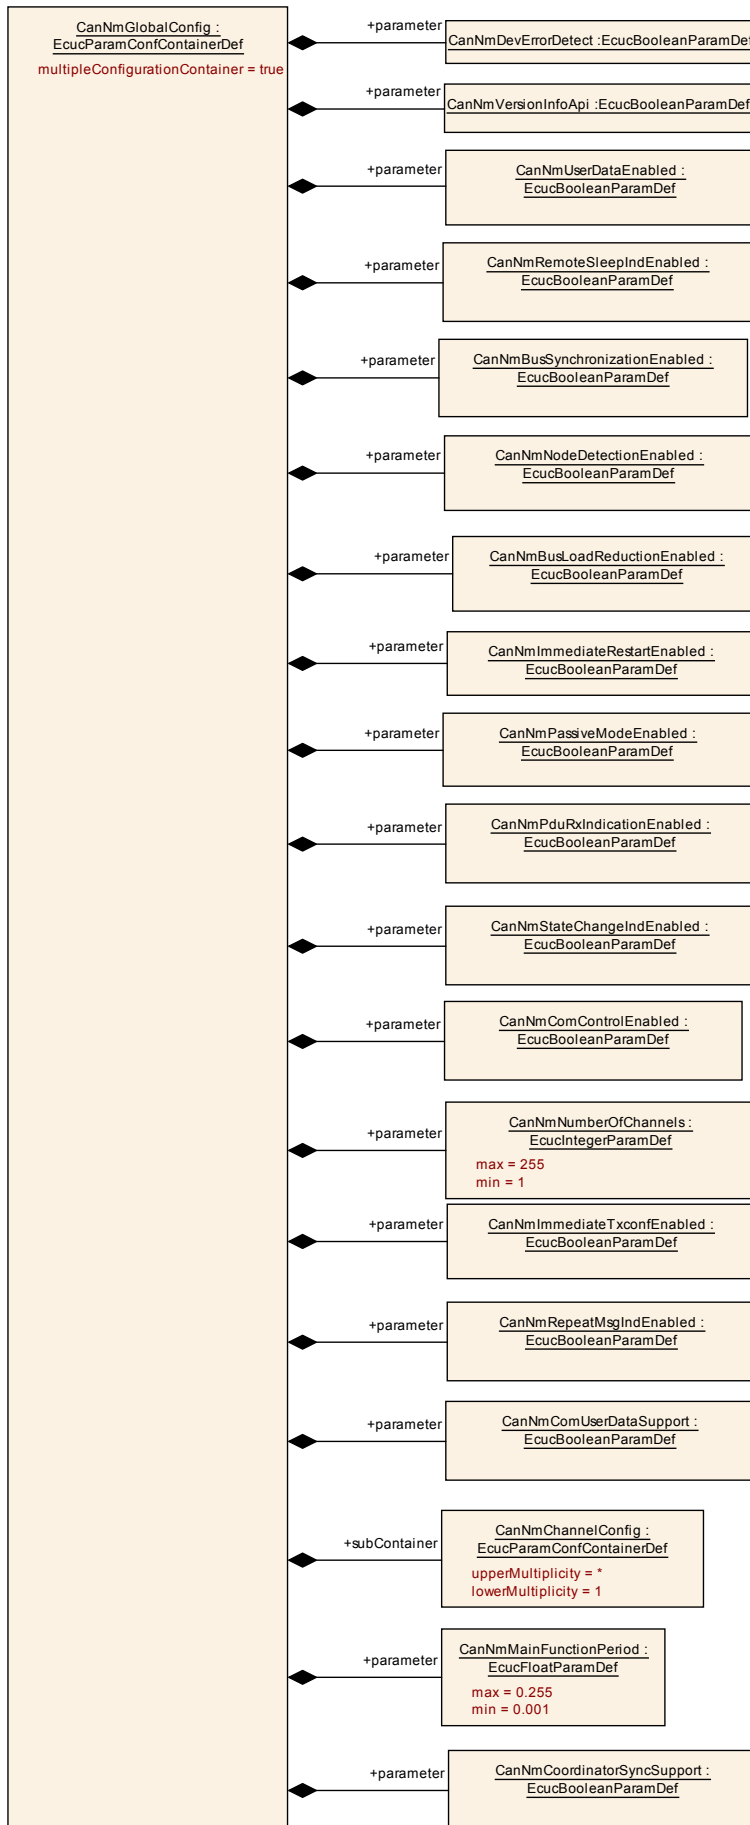 CanNmGlobalConfig :
EcucParamConfContainerDef
multipleConfigurationContainer = true
+parameter
CanNmDevErrorDetect :EcucBooleanParamDef
+parameter
CanNmVersionInfoApi :EcucBooleanParamDef
+parameter
CanNmUserDataEnabled :
EcucBooleanParamDef
+parameter
CanNmRemoteSleepIndEnabled :
EcucBooleanParamDef
+parameter
CanNmBusSynchronizationEnabled :
EcucBooleanParamDef
+parameter
CanNmNodeDetectionEnabled :
EcucBooleanParamDef
+parameter
CanNmBusLoadReductionEnabled :
EcucBooleanParamDef
+parameter
CanNmImmediateRestartEnabled :
EcucBooleanParamDef
+parameter
CanNmPassiveModeEnabled :
EcucBooleanParamDef
+parameter
CanNmPduRxIndicationEnabled :
EcucBooleanParamDef
+parameter
CanNmStateChangeIndEnabled :
EcucBooleanParamDef
+parameter
CanNmComControlEnabled :
EcucBooleanParamDef
+parameter
CanNmNumberOfChannels :
EcucIntegerParamDef
max = 255
min = 1
+parameter
CanNmImmediateTxconfEnabled :
EcucBooleanParamDef
+parameter
CanNmRepeatMsgIndEnabled :
EcucBooleanParamDef
+parameter
CanNmComUserDataSupport :
EcucBooleanParamDef
+subContainer
CanNmChannelConfig :
EcucParamConfContainerDef
upperMultiplicity = *
lowerMultiplicity = 1
+parameter
CanNmMainFunctionPeriod :
EcucFloatParamDef
max = 0.255
min = 0.001
+parameter
CanNmCoordinatorSyncSupport :
EcucBooleanParamDef